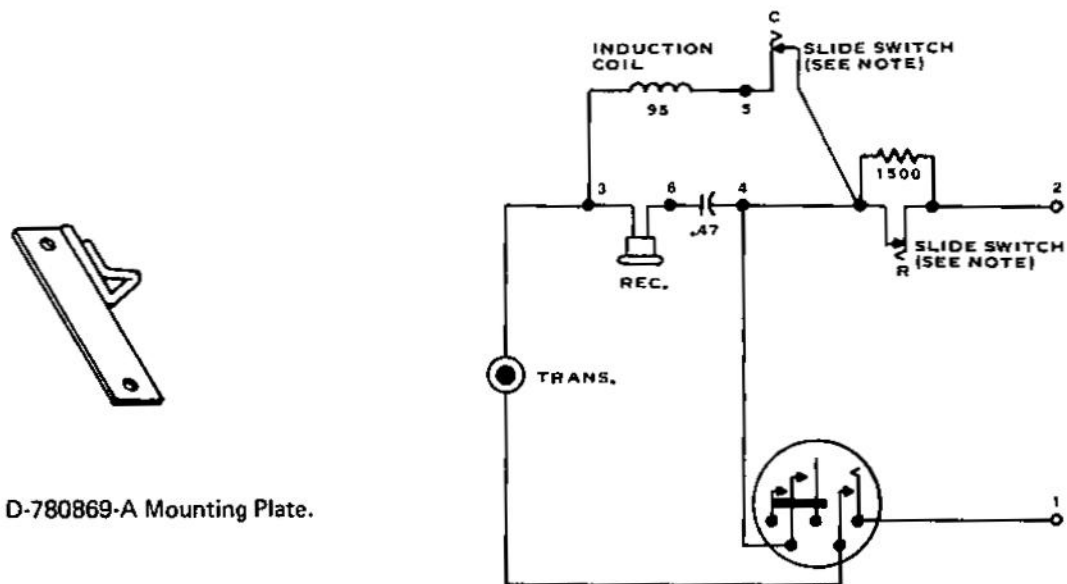 C
INDUCTION
COIL
SLIDE SWITCH
(SEE NOTE)
95
5
1500
3
6
4
2
.47
SLIDE SWITCH
(SEE NOTE)
R
REC.
TRANS.
D-780869-A Mounting Plate.
1